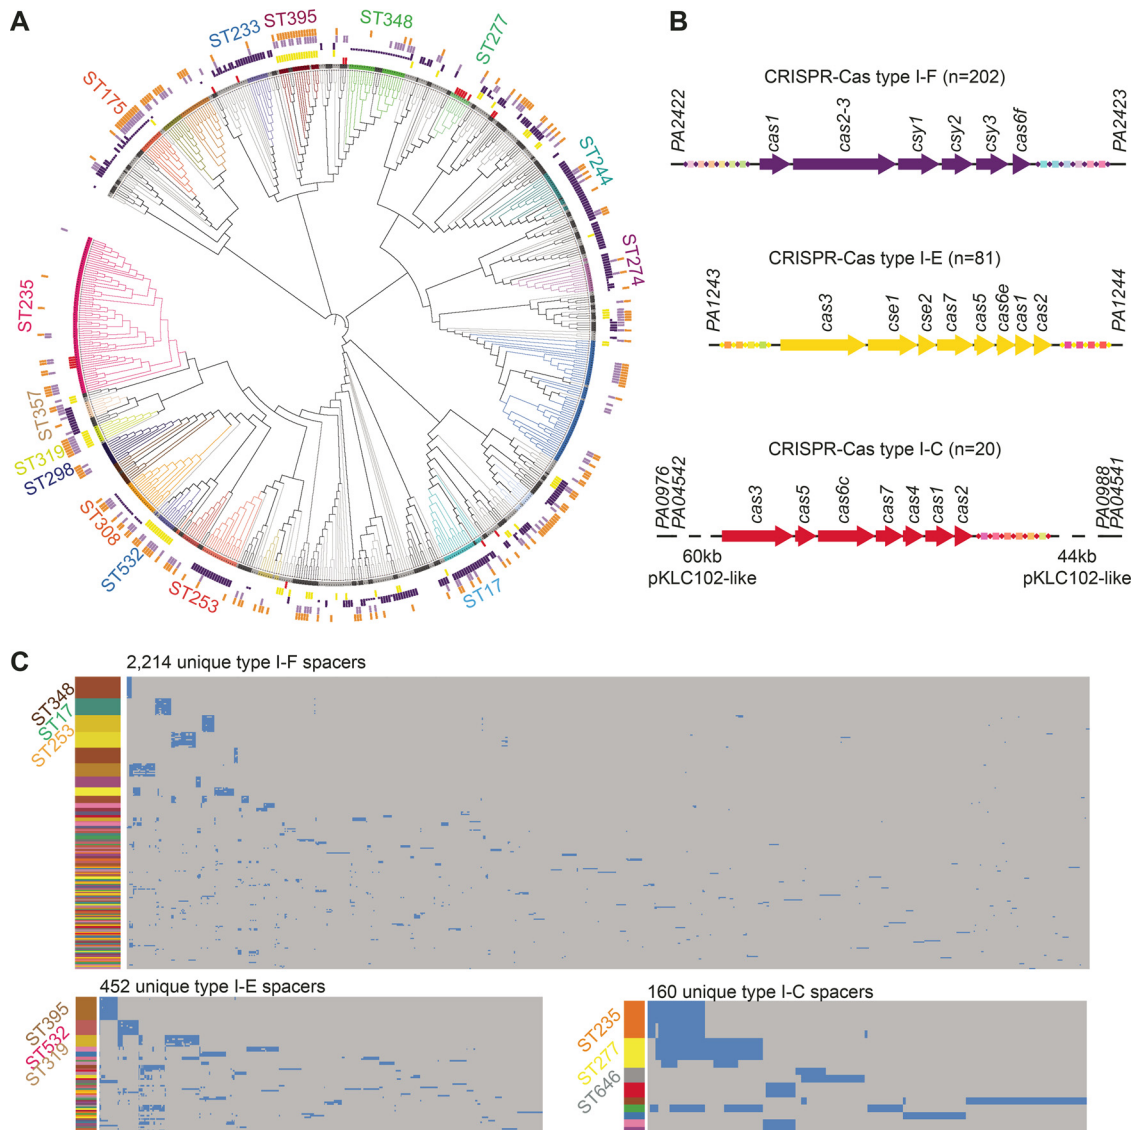 A
ST175
ST233
ST395
ST348
ST277
ST244
ST274
ST235
ST357
ST319
ST298
ST308
ST532
ST253
ST17
B
CRISPR-Cas type I-F (n=202)
PA2422
cas1
cas2-3
csy1
csy2
csy3
cas6f
PA2423
CRISPR-Cas type I-E (n=81)
PA1243
cas3
cse1
cse2
cas7
cas5
cas6e
cas1
cas2
PA1244
CRISPR-Cas type I-C (n=20)
PA0976
PA04542
cas3
cas5
cas6c
cas7
cas4
cas1
cas2
PA0988
PA04541
60kb
pKLC102-like
44kb
pKLC102-like
C
2,214 unique type I-F spacers
ST348
ST17
ST253
452 unique type I-E spacers
ST395
ST532
ST319
160 unique type I-C spacers
ST235
ST277
ST646